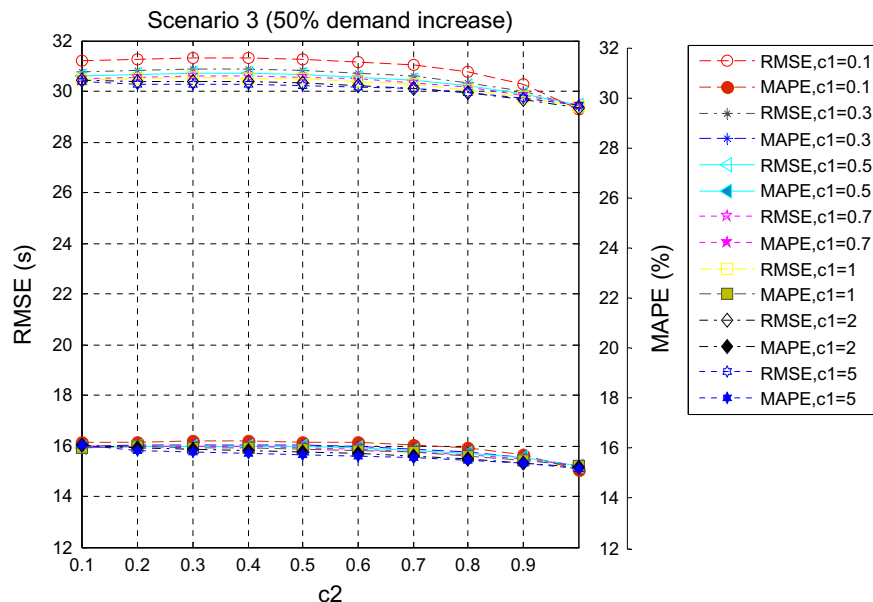 Scenario 3 (50% demand increase)
RMSE (s)
32
30
28
26
24
22
20
18
16
14
12
0.1
0.2
0.3
0.4
0.5
0.6
0.7
0.8
0.9
c2
MAPE (%)
32
30
28
26
24
22
20
18
16
14
12
RMSE,c1=0.1
MAPE,c1=0.1
RMSE,c1=0.3
MAPE,c1=0.3
RMSE,c1=0.5
MAPE,c1=0.5
RMSE,c1=0.7
MAPE,c1=0.7
RMSE,c1=1
MAPE,c1=1
RMSE,c1=2
MAPE,c1=2
RMSE,c1=5
MAPE,c1=5